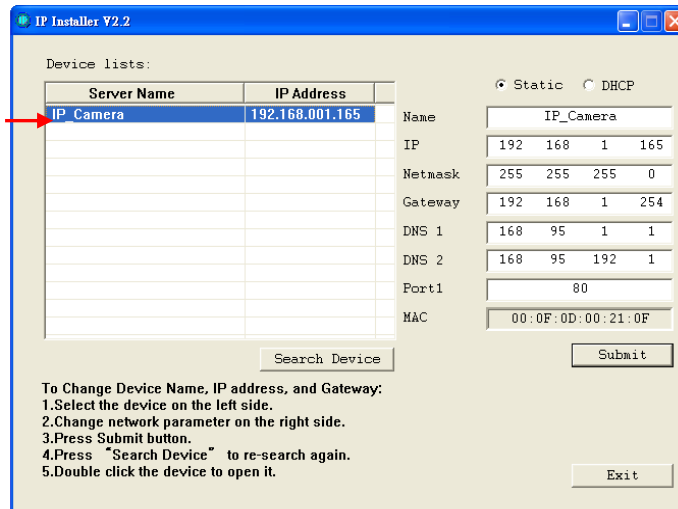 IP Installer V2.2
Device lists:
Server Name IP Address
IP_Camera 192.168.001.165
Static DHCP
Name IP_Camera
IP 192 168 1 165
Netmask 255 255 255 0
Gateway 192 168 1 254
DNS 1 168 95 1 1
DNS 2 168 95 192 1
Port1 80
MAC 00:0F:0D:00:21:0F
Search Device
Submit
To Change Device Name, IP address, and Gateway:
1.Select the device on the left side.
2.Change network parameter on the right side.
3.Press Submit button.
4.Press “Search Device” to re-search again.
5.Double click the device to open it.
Exit